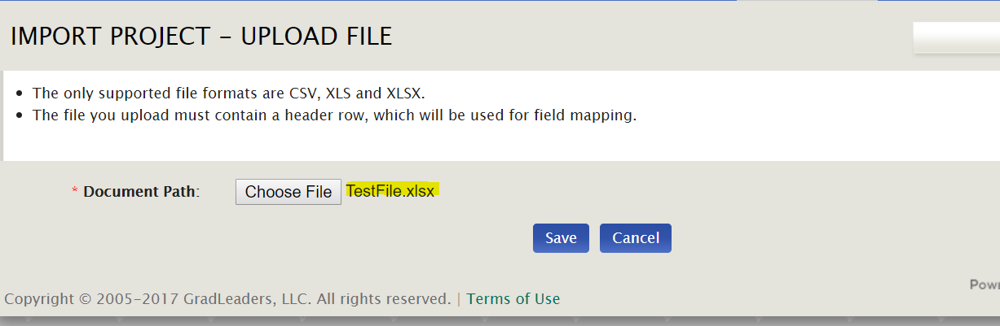 IMPORT PROJECT – UPLOAD FILE
• The only supported file formats are CSV, XLS and XLSX.
• The file you upload must contain a header row, which will be used for field mapping.
* Document Path: Choose File TestFile.xlsx
Save Cancel
Copyright © 2005-2017 GradLeaders, LLC. All rights reserved. | Terms of Use